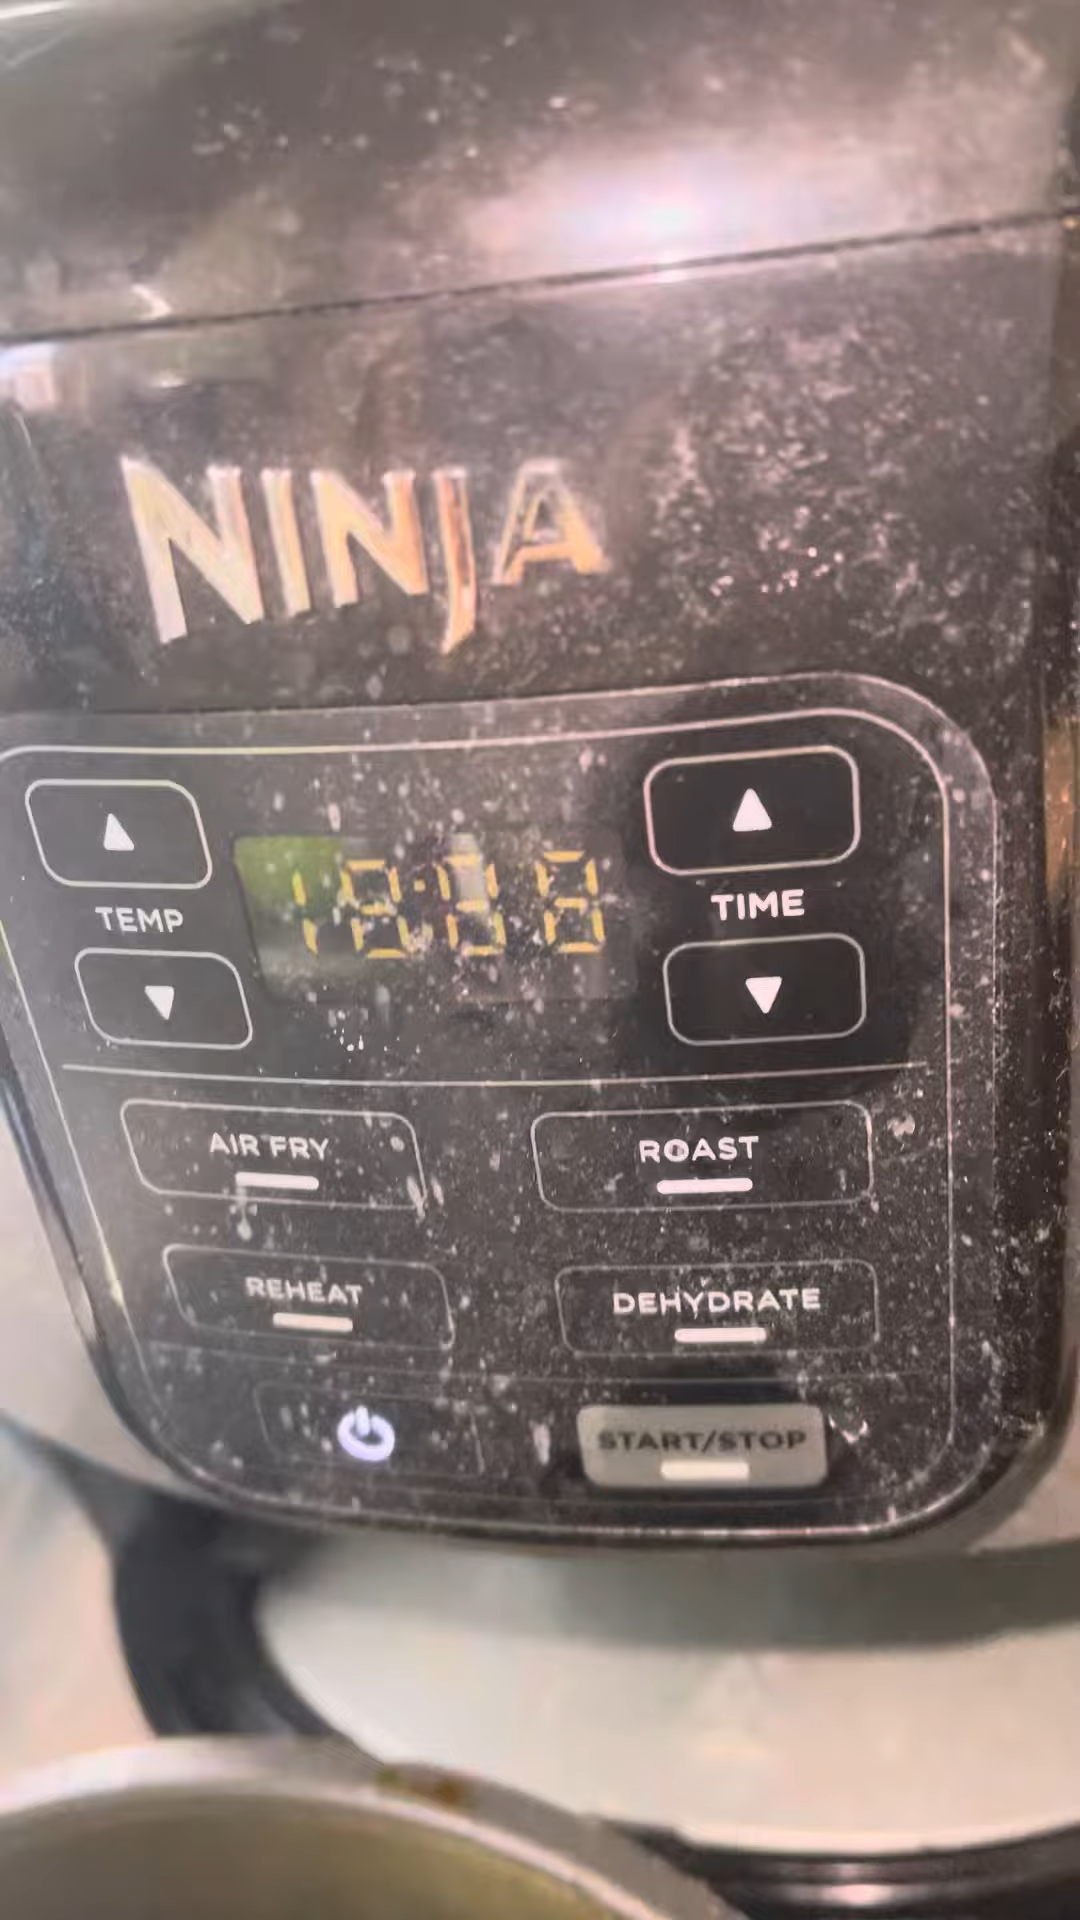 NINJA
TEMP
TIME
AIR FRY
ROAST
REHEAT
DEHYDRATE
START/STOP